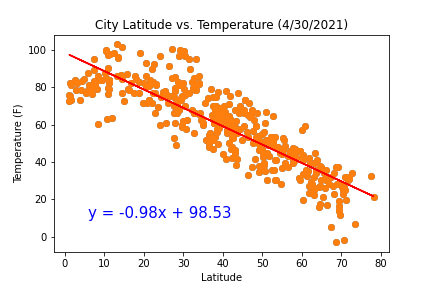 City Latitude vs. Temperature (4/30/2021)
100
80
60
40
20
0
Temperature (F)
y = -0.98x + 98.53
0 10 20 30 40 50 60 70 80
Latitude